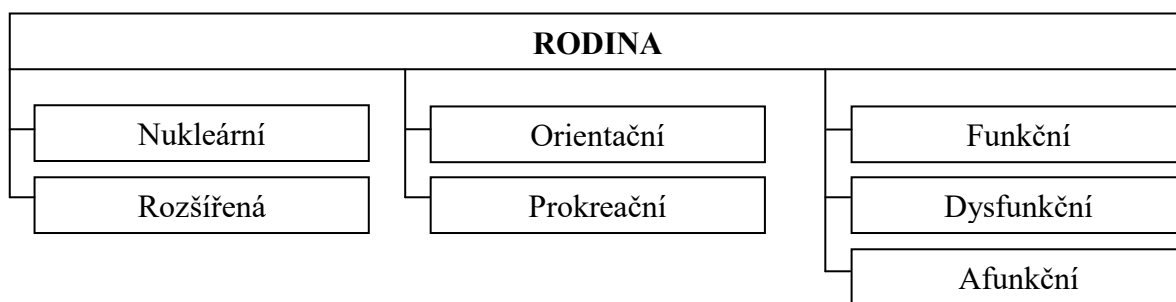 RODINA
Nukleární
Rozšířená
Orientační
Prokreační
Funkční
Dysfunkční
Afunkční